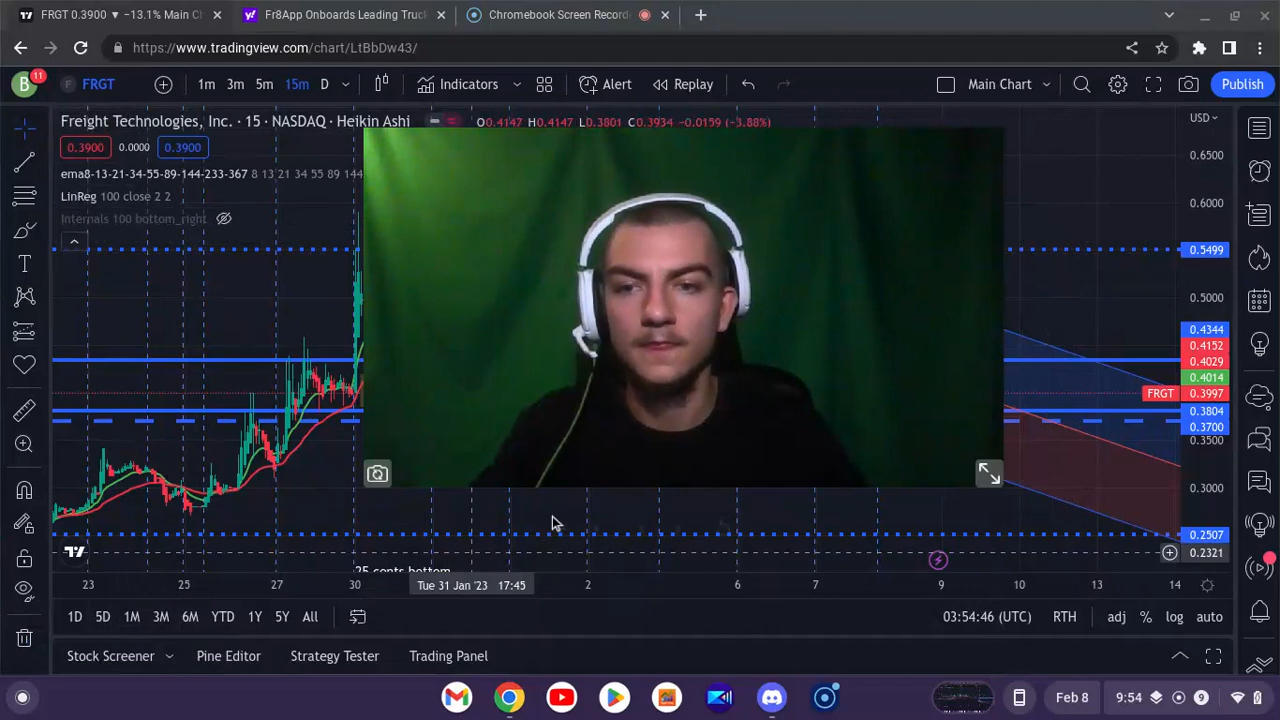 FRGT 0.3900 ▼ −13.1% Main C
Fr8App Onboards Leading Truck
Chromebook Screen Record
https://www.tradingview.com/chart/LtBbDw43/
B
11
F
FRGT
1m
3m
5m
15m
D
Indicators
Alert
Replay
Main Chart
Publish
Freight Technologies, Inc. · 15 · NASDAQ · Heikin Ashi
O0.4147 H0.4147 L0.3801 C0.3934 −0.0159 (−3.88%)
USD
0.3900
0.0000
0.3900
ema8-13-21-34-55-89-144-233-367 8 13 21 34 55 89 144
LinReg 100 close 2 2
Internals 100 bottom_right
0.6500
0.6000
0.5499
0.5000
0.4344
0.4152
0.4029
0.4014
FRGT
0.3997
0.3804
0.3700
0.3500
0.3000
0.2507
0.2321
25 cents bottom
23
25
27
30
Tue 31 Jan '23 17:45
2
6
7
9
10
13
14
1D
5D
1M
3M
6M
YTD
1Y
5Y
All
03:54:46 (UTC)
RTH
adj
%
log
auto
Stock Screener
Pine Editor
Strategy Tester
Trading Panel
Feb 8
9:54
9